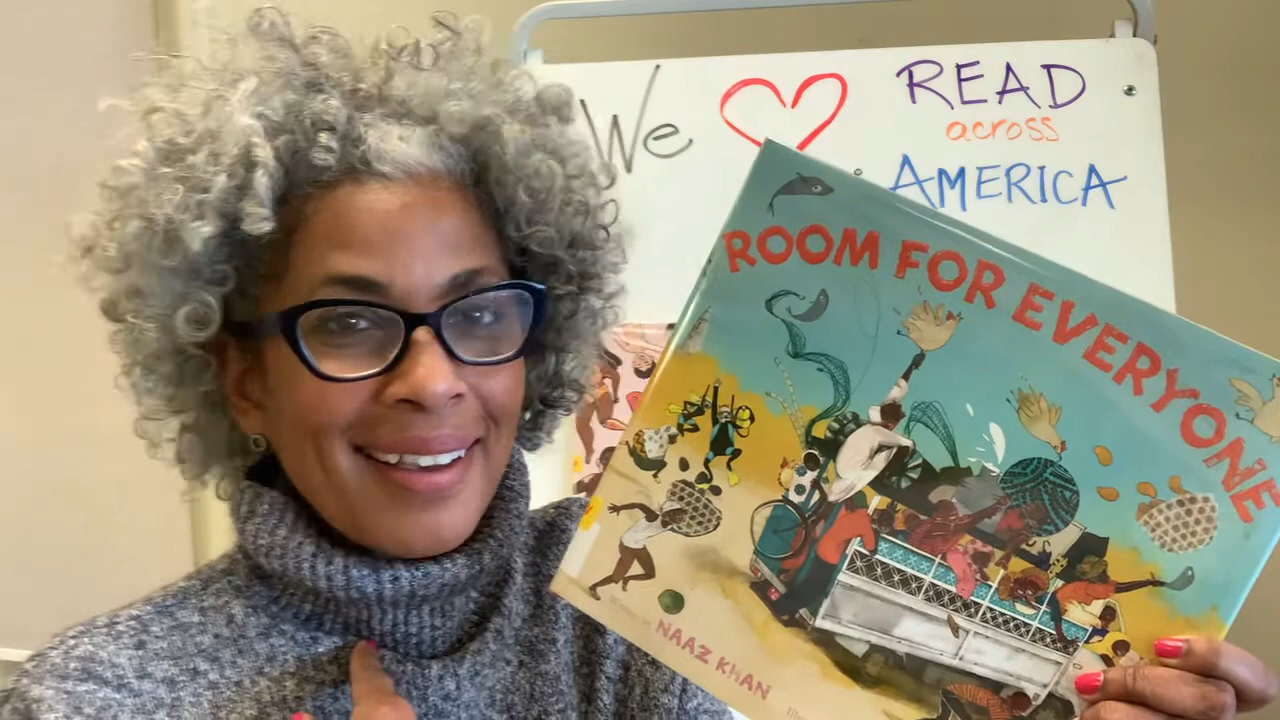 We
READ
across
AMERICA
ROOM FOR EVERYONE
NAAZ KHAN